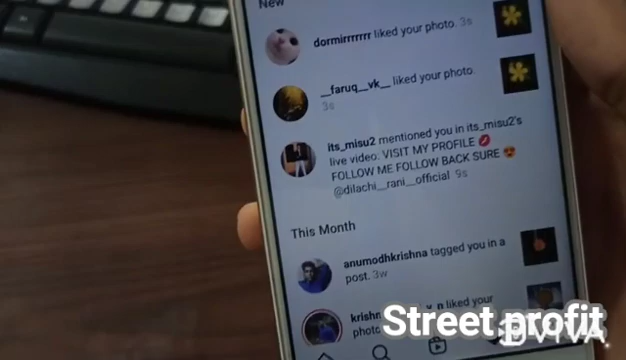 New
dormirrrrrrr liked your photo. 3s
__faruq__vk__ liked your photo.
3s
its_misu2 mentioned you in its_misu2's
live video. VISIT MY PROFILE 💋
FOLLOW ME FOLLOW BACK SURE 😍
@dilachi__rani__official 9s
This Month
anumodhkrishna tagged you in a
post. 3w
liked your
photo
Street profit
VIVA